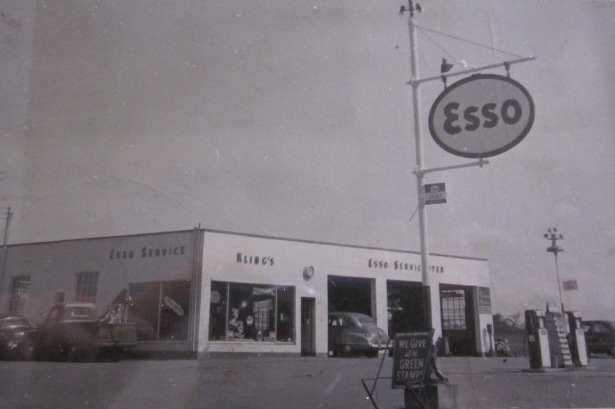 Esso
Esso Service
Kling's
Esso Servicenter
WE GIVE
GREEN
STAMPS